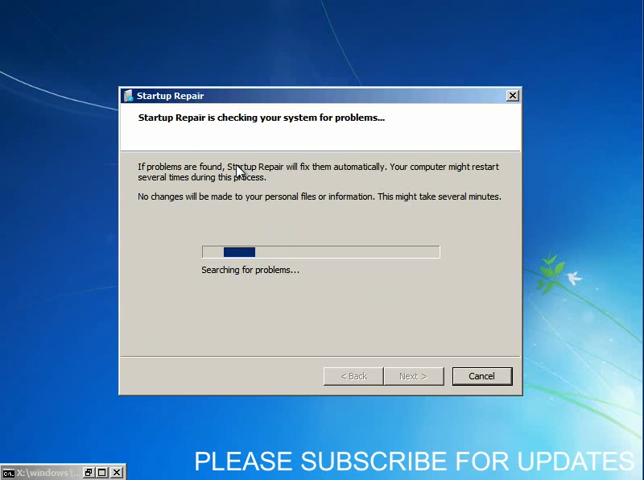 Startup Repair
Startup Repair is checking your system for problems...
If problems are found, Startup Repair will fix them automatically. Your computer might restart
several times during this process.
No changes will be made to your personal files or information. This might take several minutes.
Searching for problems...
< Back Next > Cancel
X:\windows\...
PLEASE SUBSCRIBE FOR UPDATES